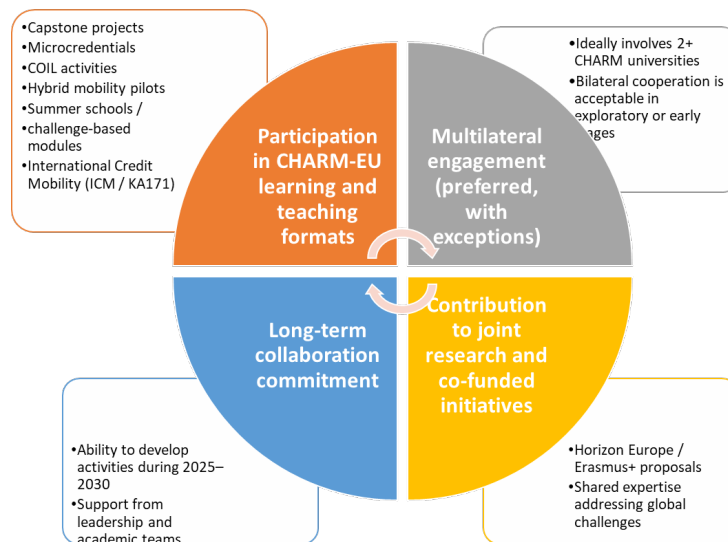 •Capstone projects
•Microcredentials
•COIL activities
•Hybrid mobility pilots
•Summer schools /
•challenge-based
modules
•International Credit
Mobility (ICM / KA171)
Participation
in CHARM-EU
learning and
teaching
formats
•Ideally involves 2+
CHARM universities
•Bilateral cooperation is
acceptable in
exploratory or early
Multilateral
engagement
(preferred,
with
exceptions)
Long-term
collaboration
commitment
•Ability to develop
activities during 2025–
2030
•Support from
leadership and
academic teams
Contribution
to joint
research and
co-funded
initiatives
•Horizon Europe /
Erasmus+ proposals
•Shared expertise
addressing global
challenges